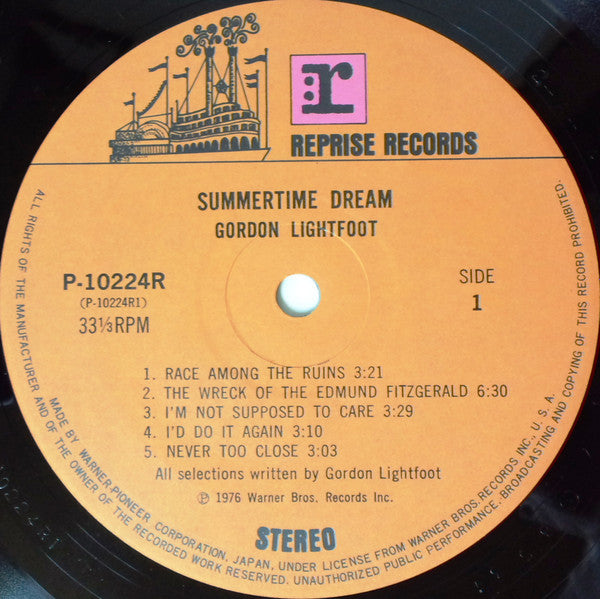 r
REPRISE RECORDS
SUMMERTIME DREAM
GORDON LIGHTFOOT
P-10224R
(P-10224R1)
33⅓RPM
SIDE
1
1. RACE AMONG THE RUINS 3:21
2. THE WRECK OF THE EDMUND FITZGERALD 6:30
3. I'M NOT SUPPOSED TO CARE 3:29
4. I'D DO IT AGAIN 3:10
5. NEVER TOO CLOSE 3:03
All selections written by Gordon Lightfoot
℗ 1976 Warner Bros. Records Inc.
STEREO
MADE BY WARNER-PIONEER CORPORATION, JAPAN, UNDER LICENSE FROM WARNER BROS. RECORDS INC., U.S.A.
ALL RIGHTS OF THE MANUFACTURER AND OF THE OWNER OF THE RECORDED WORK RESERVED. UNAUTHORIZED PUBLIC PERFORMANCE, BROADCASTING AND COPYING OF THIS RECORD PROHIBITED.